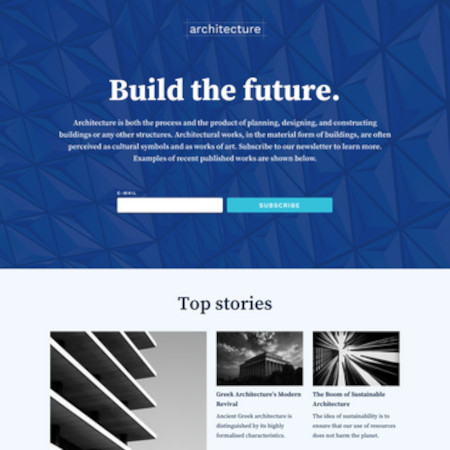 architecture
Build the future.
Architecture is both the process and the product of planning, designing, and constructing
buildings or any other structures. Architectural works, in the material form of buildings, are often
perceived as cultural symbols and as works of art. Subscribe to our newsletter to learn more.
Examples of recent published works are shown below.
E-MAIL
SUBSCRIBE
Top stories
Greek Architecture's Modern
Revival
Ancient Greek architecture is
distinguished by its highly
formalised characteristics.
The Boom of Sustainable
Architecture
The idea of sustainability is to
ensure that our use of resources
does not harm the planet.